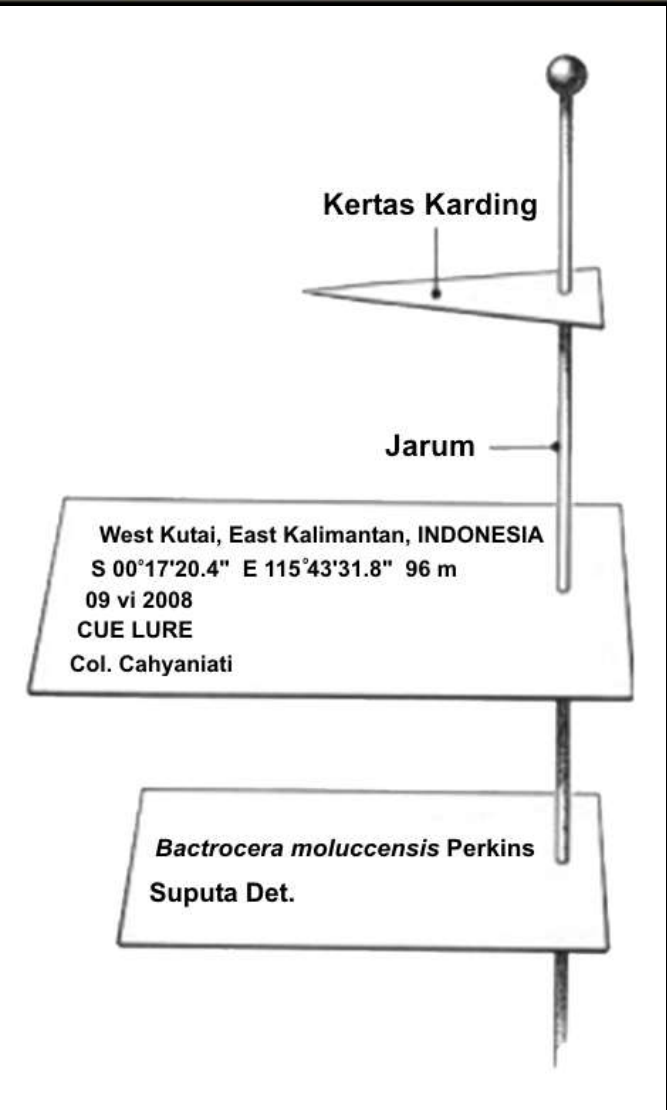 Kertas Karding
Jarum
West Kutai, East Kalimantan, INDONESIA
S 00°17'20.4" E 115°43'31.8" 96 m
09 vi 2008
CUE LURE
Col. Cahyaniati
Bactrocera moluccensis Perkins
Suputa Det.